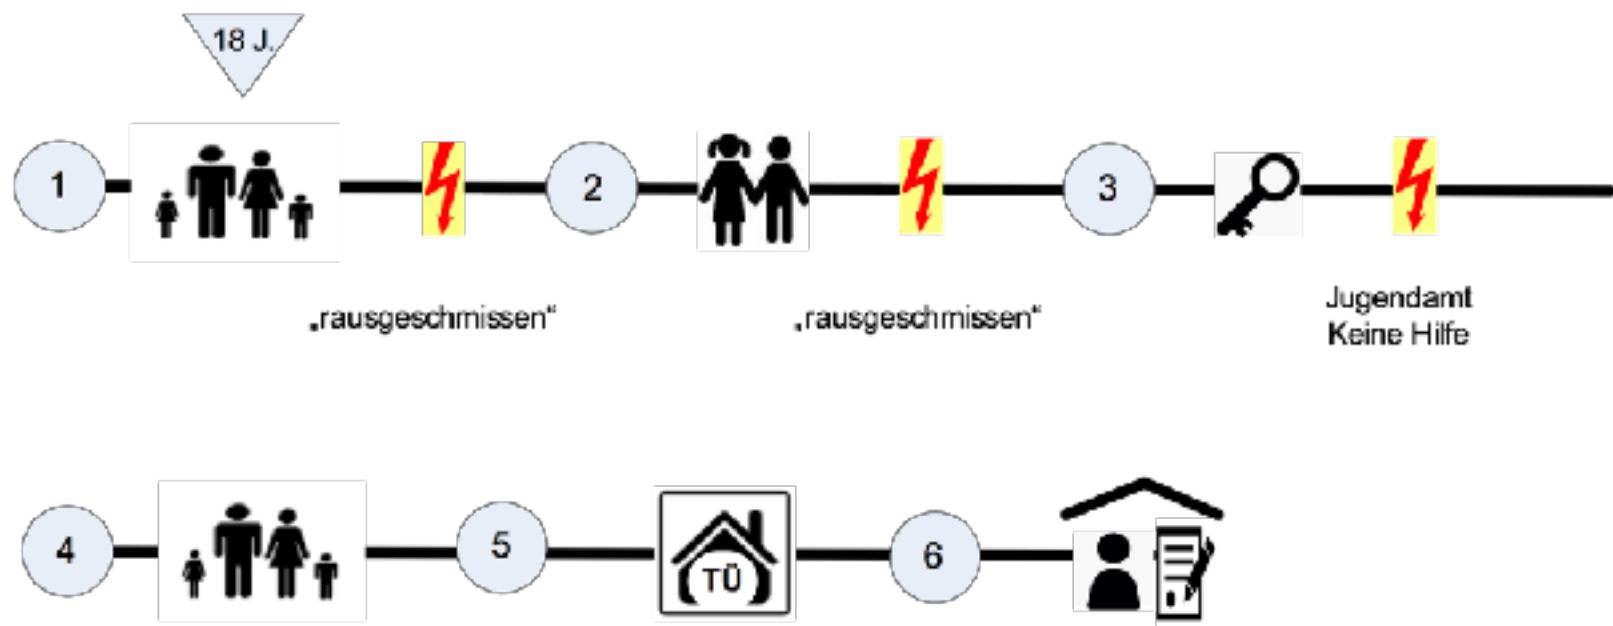 18 J.
1
2
3
„rausgeschmissen“
„rausgeschmissen“
Jugendamt
Keine Hilfe
4
5
TÜ
6